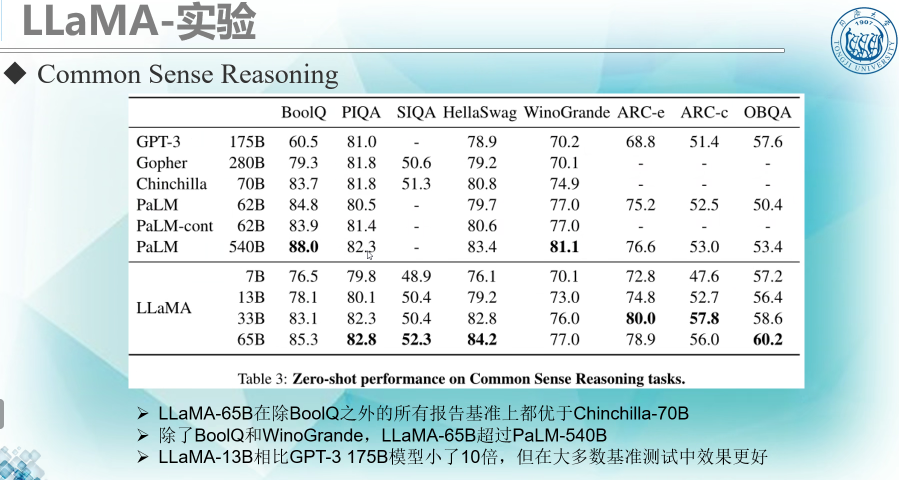 LLaMA-实验
同济大学
1907
TONGJI UNIVERSITY
◆ Common Sense Reasoning
BoolQ PIQA SIQA HellaSwag WinoGrande ARC-e ARC-c OBQA
GPT-3 175B 60.5 81.0 - 78.9 70.2 68.8 51.4 57.6
Gopher 280B 79.3 81.8 50.6 79.2 70.1 - - -
Chinchilla 70B 83.7 81.8 51.3 80.8 74.9 - - -
PaLM 62B 84.8 80.5 - 79.7 77.0 75.2 52.5 50.4
PaLM-cont 62B 83.9 81.4 - 80.6 77.0 - - -
PaLM 540B 88.0 82.3 - 83.4 81.1 76.6 53.0 53.4
LLaMA
7B 76.5 79.8 48.9 76.1 70.1 72.8 47.6 57.2
13B 78.1 80.1 50.4 79.2 73.0 74.8 52.7 56.4
33B 83.1 82.3 50.4 82.8 76.0 80.0 57.8 58.6
65B 85.3 82.8 52.3 84.2 77.0 78.9 56.0 60.2
Table 3: Zero-shot performance on Common Sense Reasoning tasks.
➢ LLaMA-65B在除BoolQ之外的所有报告基准上都优于Chinchilla-70B
➢ 除了BoolQ和WinoGrande，LLaMA-65B超过PaLM-540B
➢ LLaMA-13B相比GPT-3 175B模型小了10倍，但在大多数基准测试中效果更好